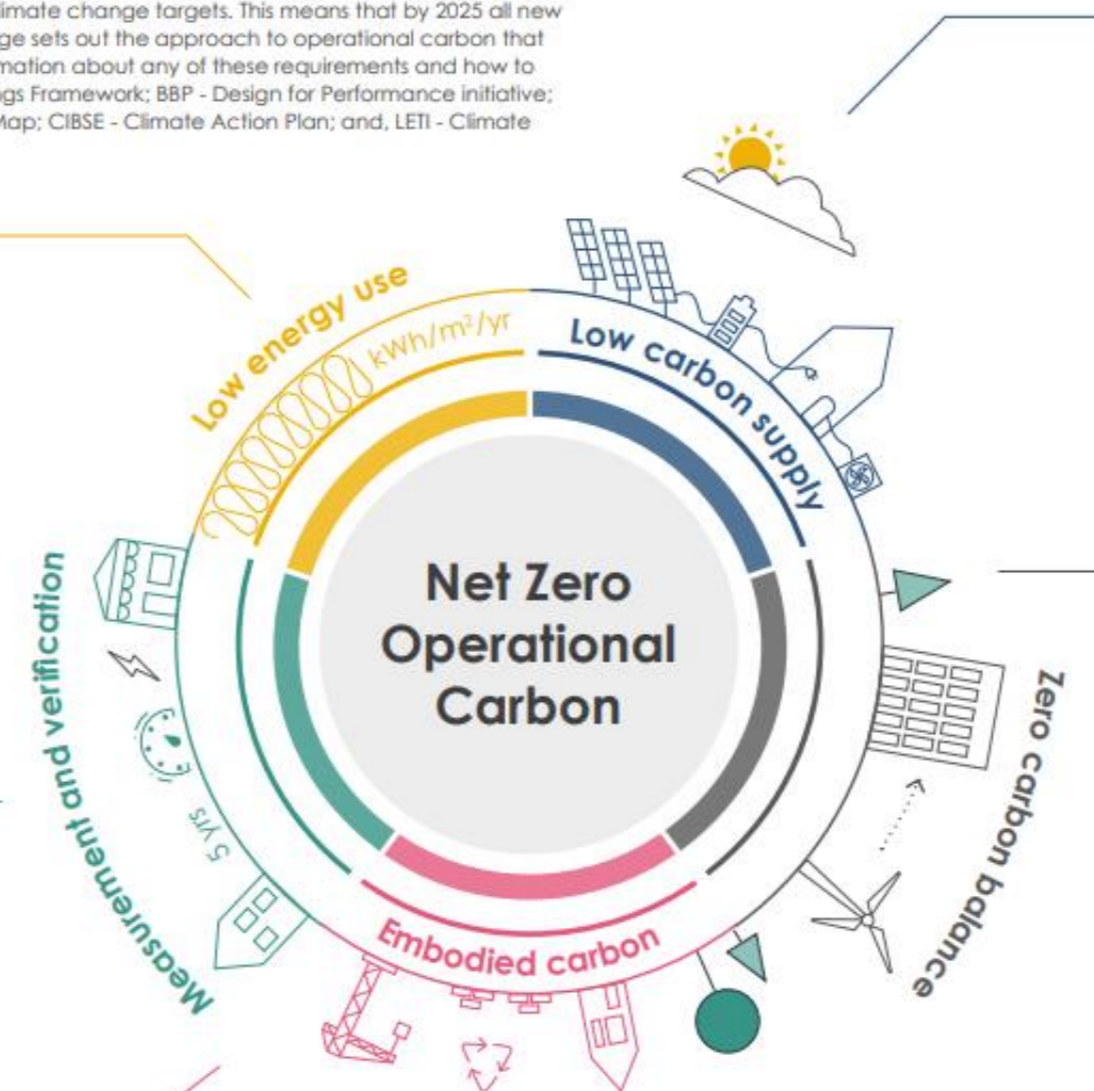 limate change targets. This means that by 2025 all new
ge sets out the approach to operational carbon that
mation about any of these requirements and how to
ngs Framework; BBP - Design for Performance initiative;
Map; CIBSE - Climate Action Plan; and, LETI - Climate
Low energy use
kWh/m²/yr
Low carbon supply
Net Zero
Operational
Carbon
Measurement and verification
5 yrs
Zero carbon balance
Embodied carbon